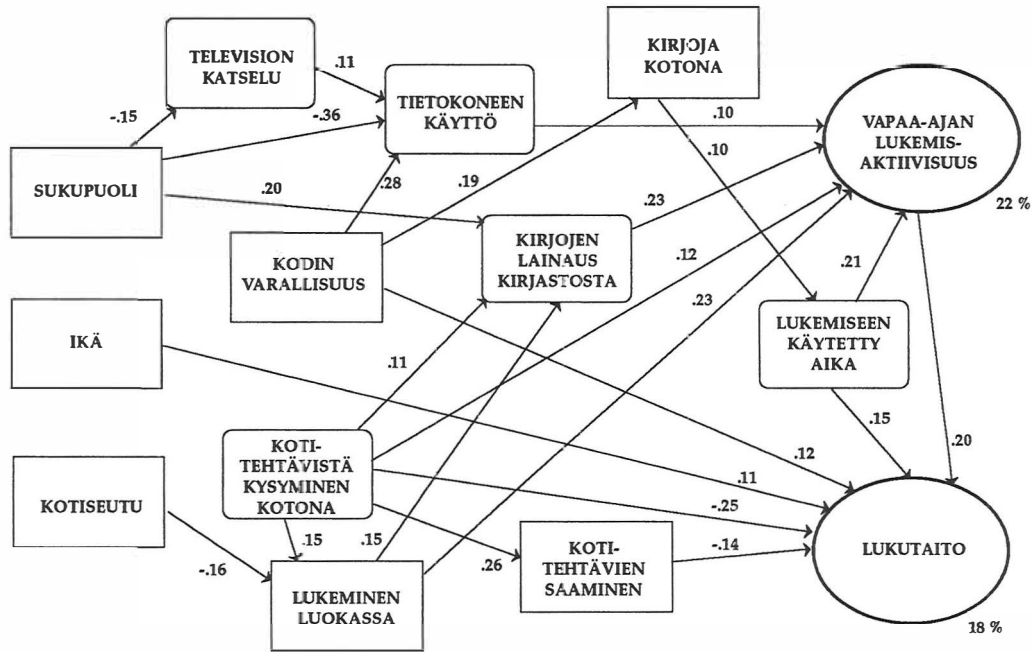 TELEVISION
KATSELU
.11
TIETOKONEEN
KÄYTTÖ
KIRJOJA
KOTONA
VAPAA-AJAN
LUKEMIS-
AKTIIVISUUS
22 %
-.15
-.36
.10
.10
SUKUPUOLI
.20
.28
.19
.23
KODIN
VARALLISUUS
KIRJOJEN
LAINAUS
KIRJASTOSTA
.12
.23
.21
IKÄ
.11
LUKEMISEEN
KÄYTETTY
AIKA
.15
.20
KOTISEUTU
KOTI-
TEHTÄVISTÄ
KYSYMINEN
KOTONA
.12
.11
-.25
-.16
.15
.15
.26
LUKEMINEN
LUOKASSA
KOTI-
TEHTÄVIEN
SAAMINEN
-.14
LUKUTAITO
18 %